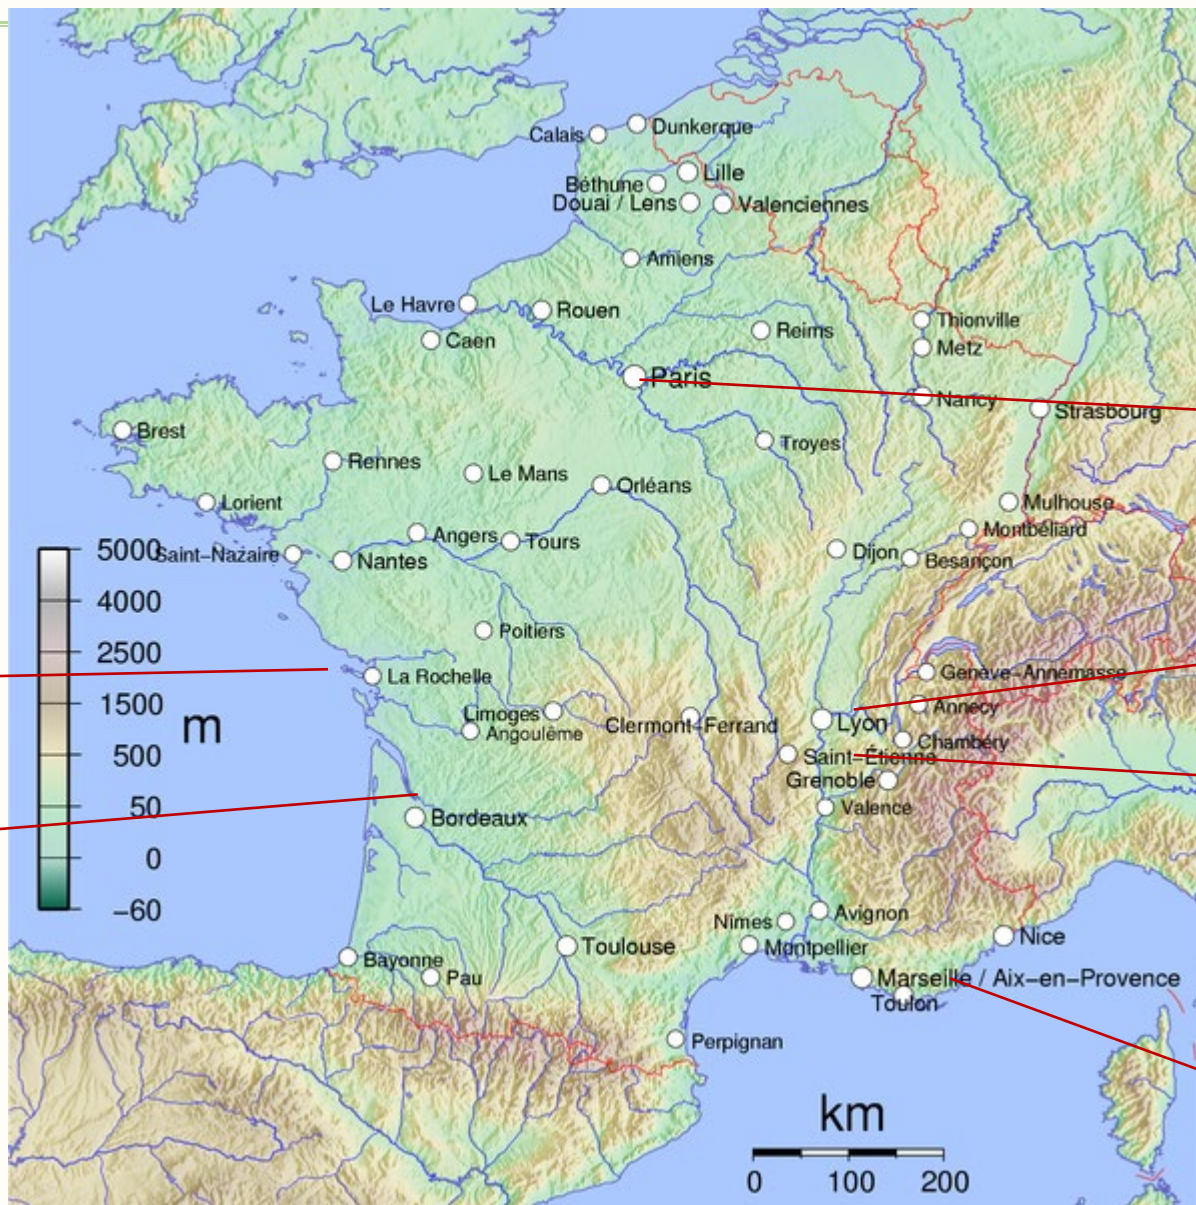 Dunkerque
Calais
Lille
Béthune
Douai / Lens
Valenciennes
Amiens
Le Havre
Rouen
Caen
Reims
Thionville
Metz
Paris
Nancy
Strasbourg
Brest
Rennes
Le Mans
Troyes
Orléans
Lorient
Mulhouse
Angers
Tours
Montbéliard
Saint-Nazaire
Nantes
Dijon
Besançon
5000
4000
2500
1500
500
50
0
-60
m
Poitiers
La Rochelle
Genève-Annemasse
Limoges
Angoulême
Clermont-Ferrand
Lyon
Annecy
Chambéry
Saint-Étienne
Grenoble
Valence
Bordeaux
Avignon
Nîmes
Montpellier
Nice
Toulouse
Bayonne
Pau
Marseille / Aix-en-Provence
Toulon
Perpignan
km
0 100 200